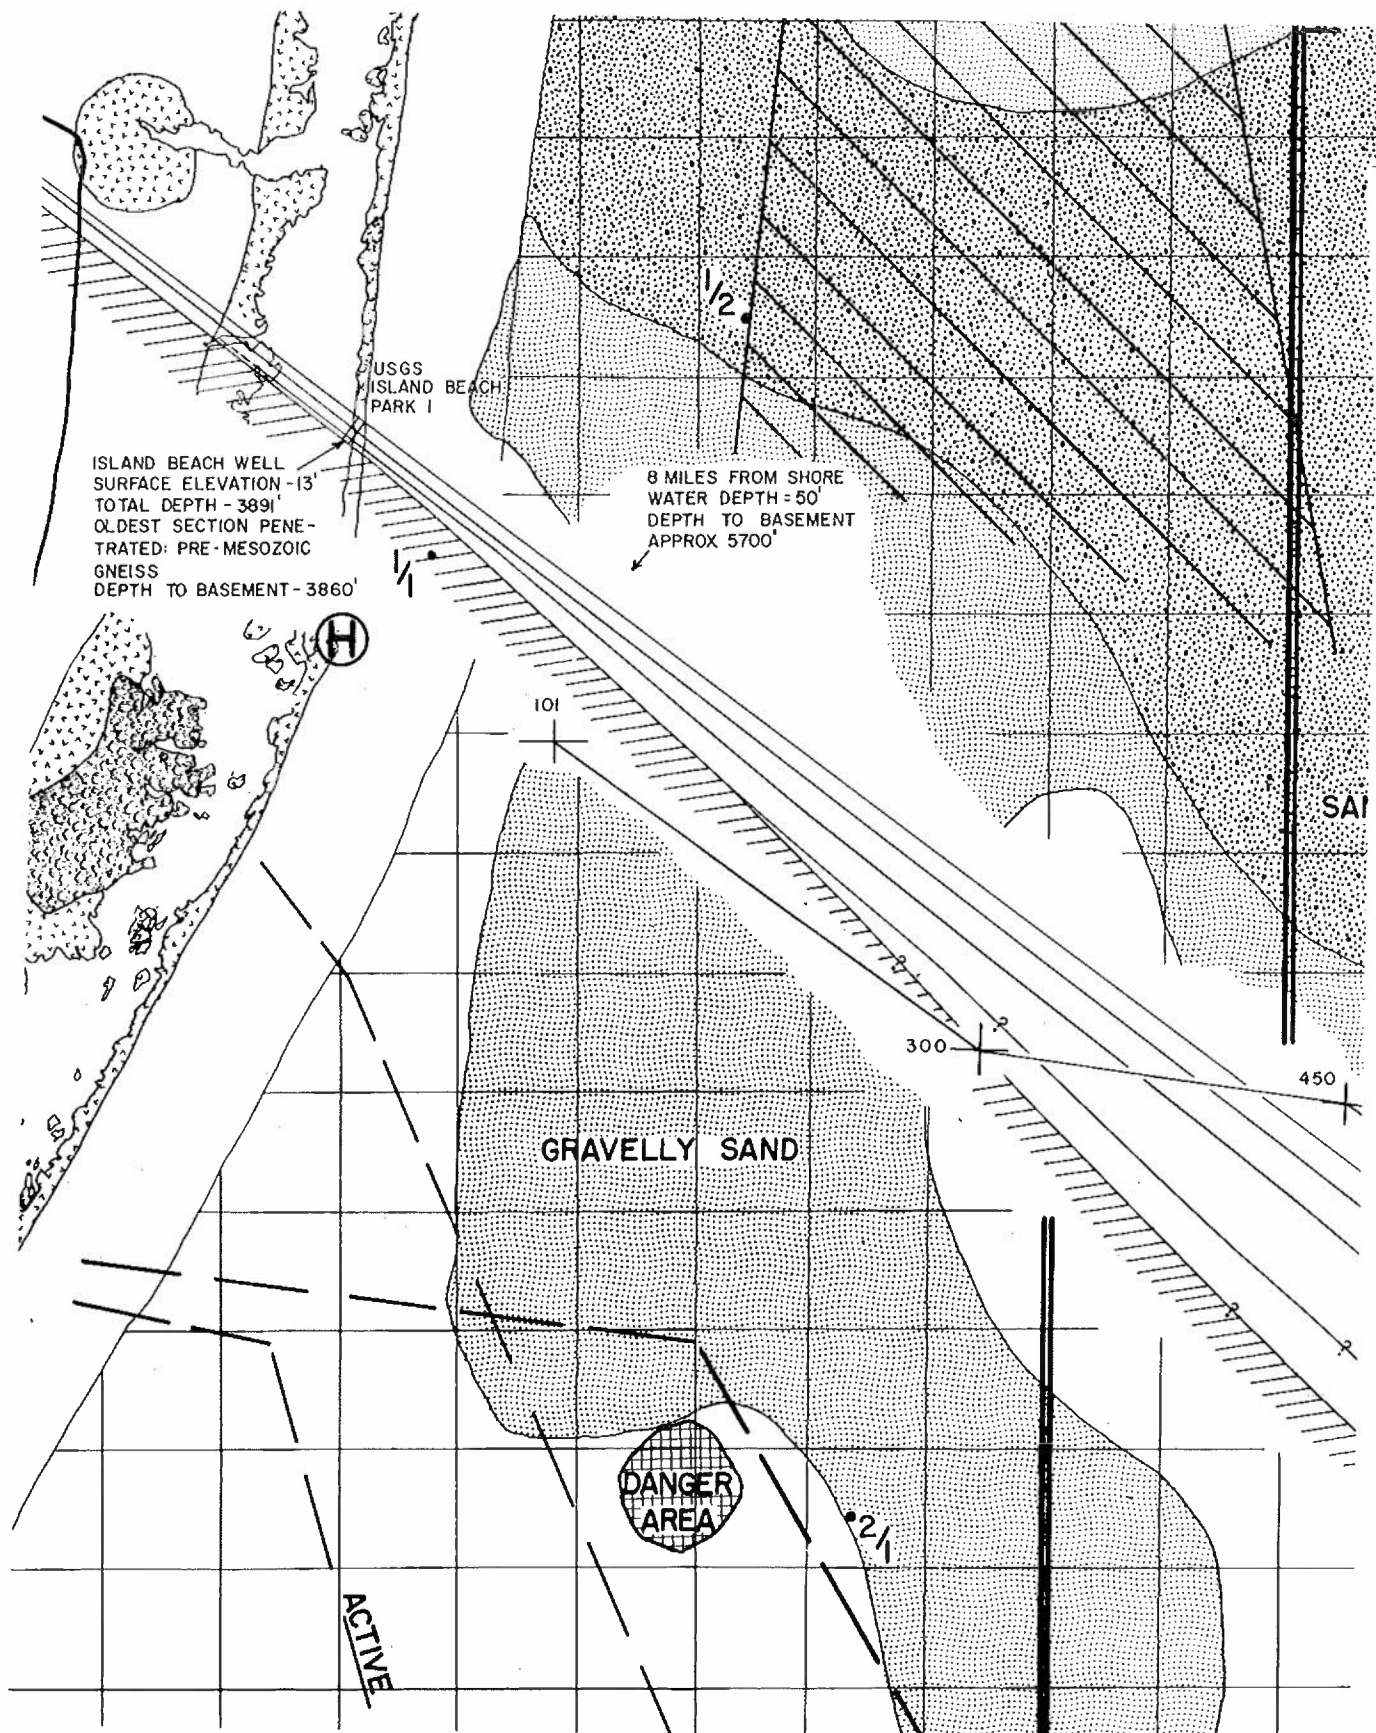 1/2
USGS
ISLAND BEACH
PARK 1
ISLAND BEACH WELL
SURFACE ELEVATION - 13'
TOTAL DEPTH - 3891'
OLDEST SECTION PENE-
TRATED: PRE-MESOZOIC
GNEISS
DEPTH TO BASEMENT - 3860'
8 MILES FROM SHORE
WATER DEPTH = 50'
DEPTH TO BASEMENT
APPROX 5700'
1/1
H
101
SAN
?
?
300
450
GRAVELLY SAND
?
?
DANGER
AREA
2/1
ACTIVE